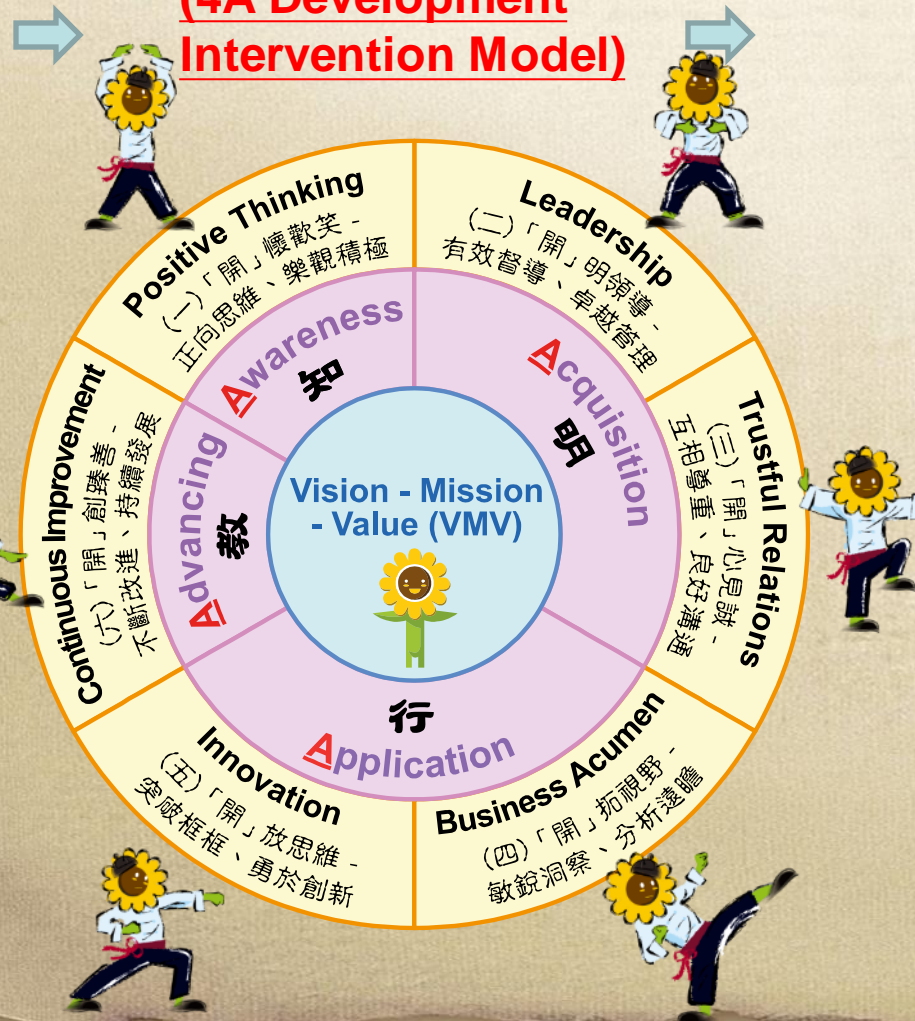 (4A Development
Intervention Model)
Positive Thinking
(一)「開」懷歡笑 -
正向思維、樂觀積極
Leadership
(二)「開」明領導 -
有效督導、卓越管理
Trustful Relations
(三)「開」心見誠 -
互相尊重、良好溝通
Business Acumen
(四)「開」拓視野 -
敏銳洞察、分析遠瞻
Innovation
(五)「開」放思維 -
突破框框、勇於創新
Continuous Improvement
(六)「開」創臻善 -
不斷改進、持續發展
Awareness
知
Acquisition
明
Application
行
Advancing
教
Vision - Mission
- Value (VMV)